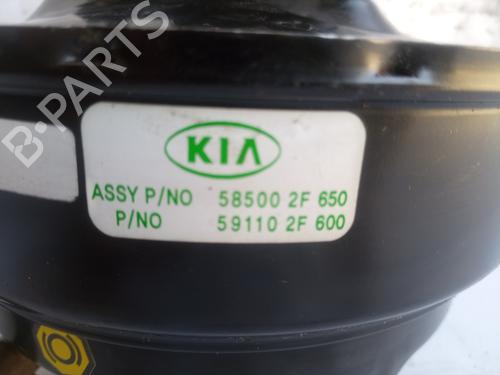 B-PARTS
KIA
ASSY P/NO 58500 2F 650
P/NO 59110 2F 600